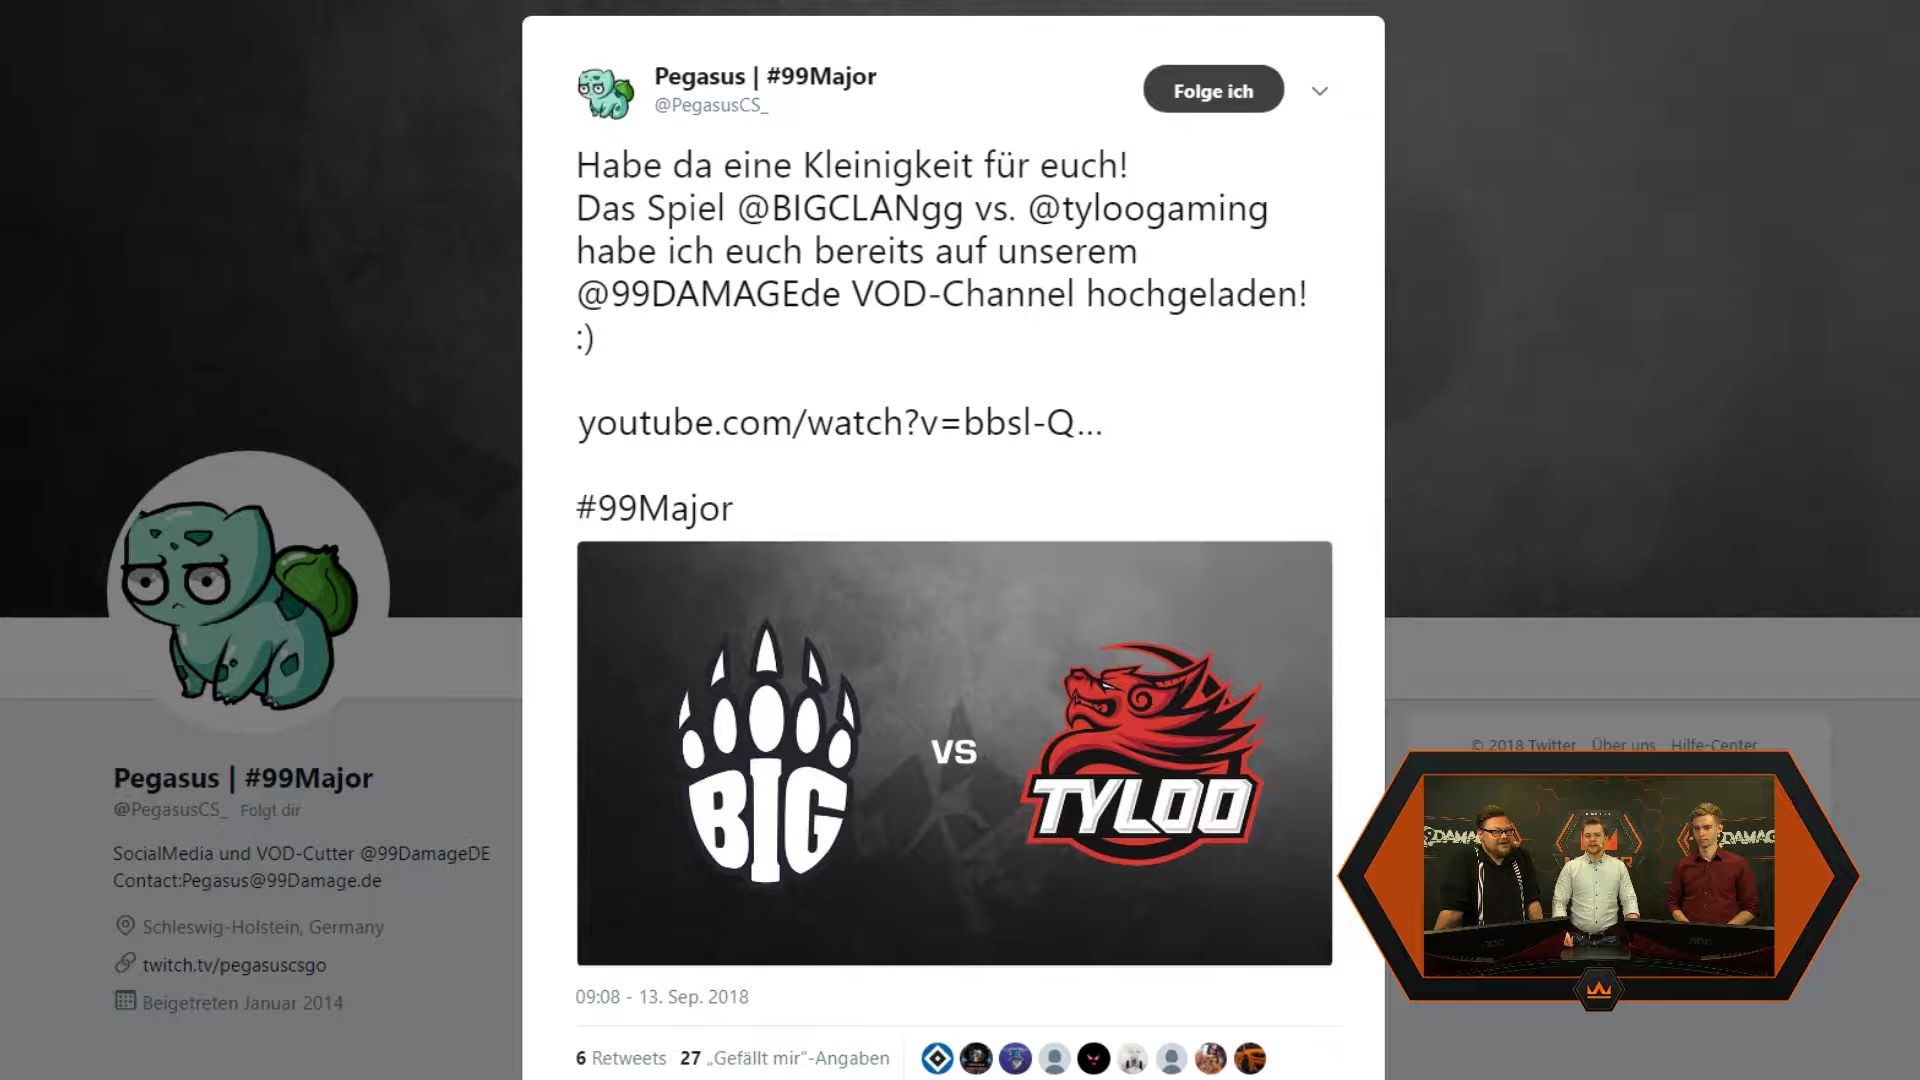 Pegasus | #99Major
@PegasusCS_
Folge ich
Habe da eine Kleinigkeit für euch!
Das Spiel @BIGCLANgg vs. @tyloogaming
habe ich euch bereits auf unserem
@99DAMAGEde VOD-Channel hochgeladen!
:)
youtube.com/watch?v=bbsl-Q...
#99Major
BIG
VS
TYLOO
09:08 - 13. Sep. 2018
6 Retweets 27 „Gefällt mir“-Angaben
Pegasus | #99Major
@PegasusCS_ Folgt dir
SocialMedia und VOD-Cutter @99DamageDE
Contact:Pegasus@99Damage.de
Schleswig-Holstein, Germany
twitch.tv/pegasuscsgo
Beigetreten Januar 2014
© 2018 Twitter Über uns Hilfe-Center